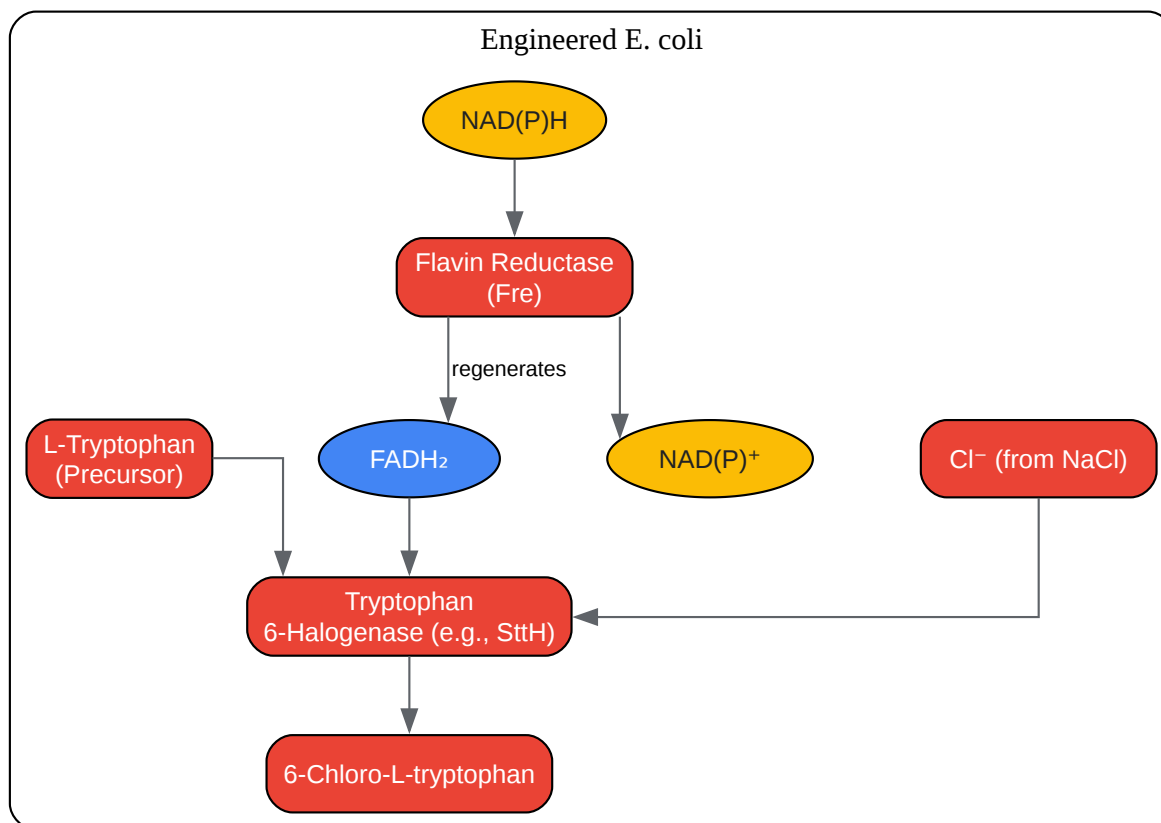 Engineered E. coli
NAD(P)H
Flavin Reductase
(Fre)
regenerates
L-Tryptophan
(Precursor)
FADH₂
NAD(P)⁺
Cl⁻ (from NaCl)
Tryptophan
6-Halogenase (e.g., SttH)
6-Chloro-L-tryptophan